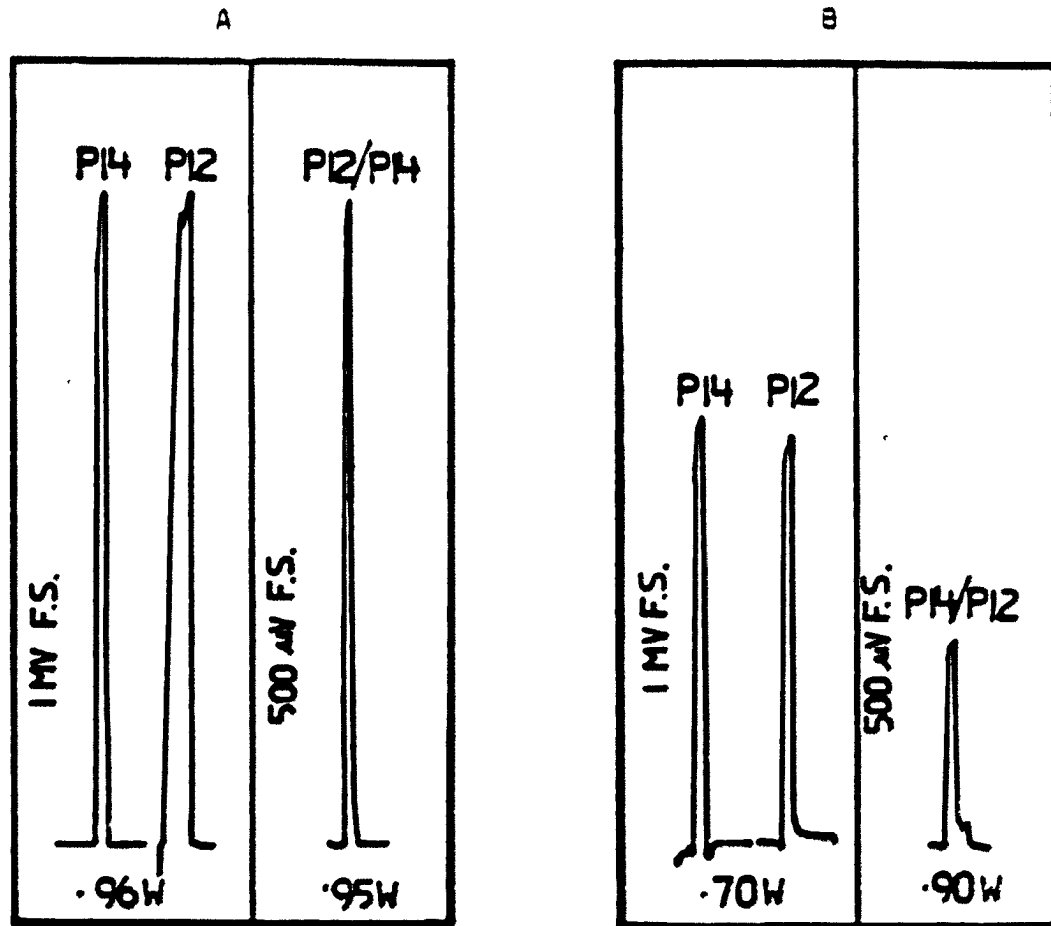 A
B
P14 P12
P12/P14
1 MV F.S.
500 µV F.S.
.96W
.95W
P14 P12
P14/P12
1 MV F.S.
500 µV F.S.
.70W
.90W